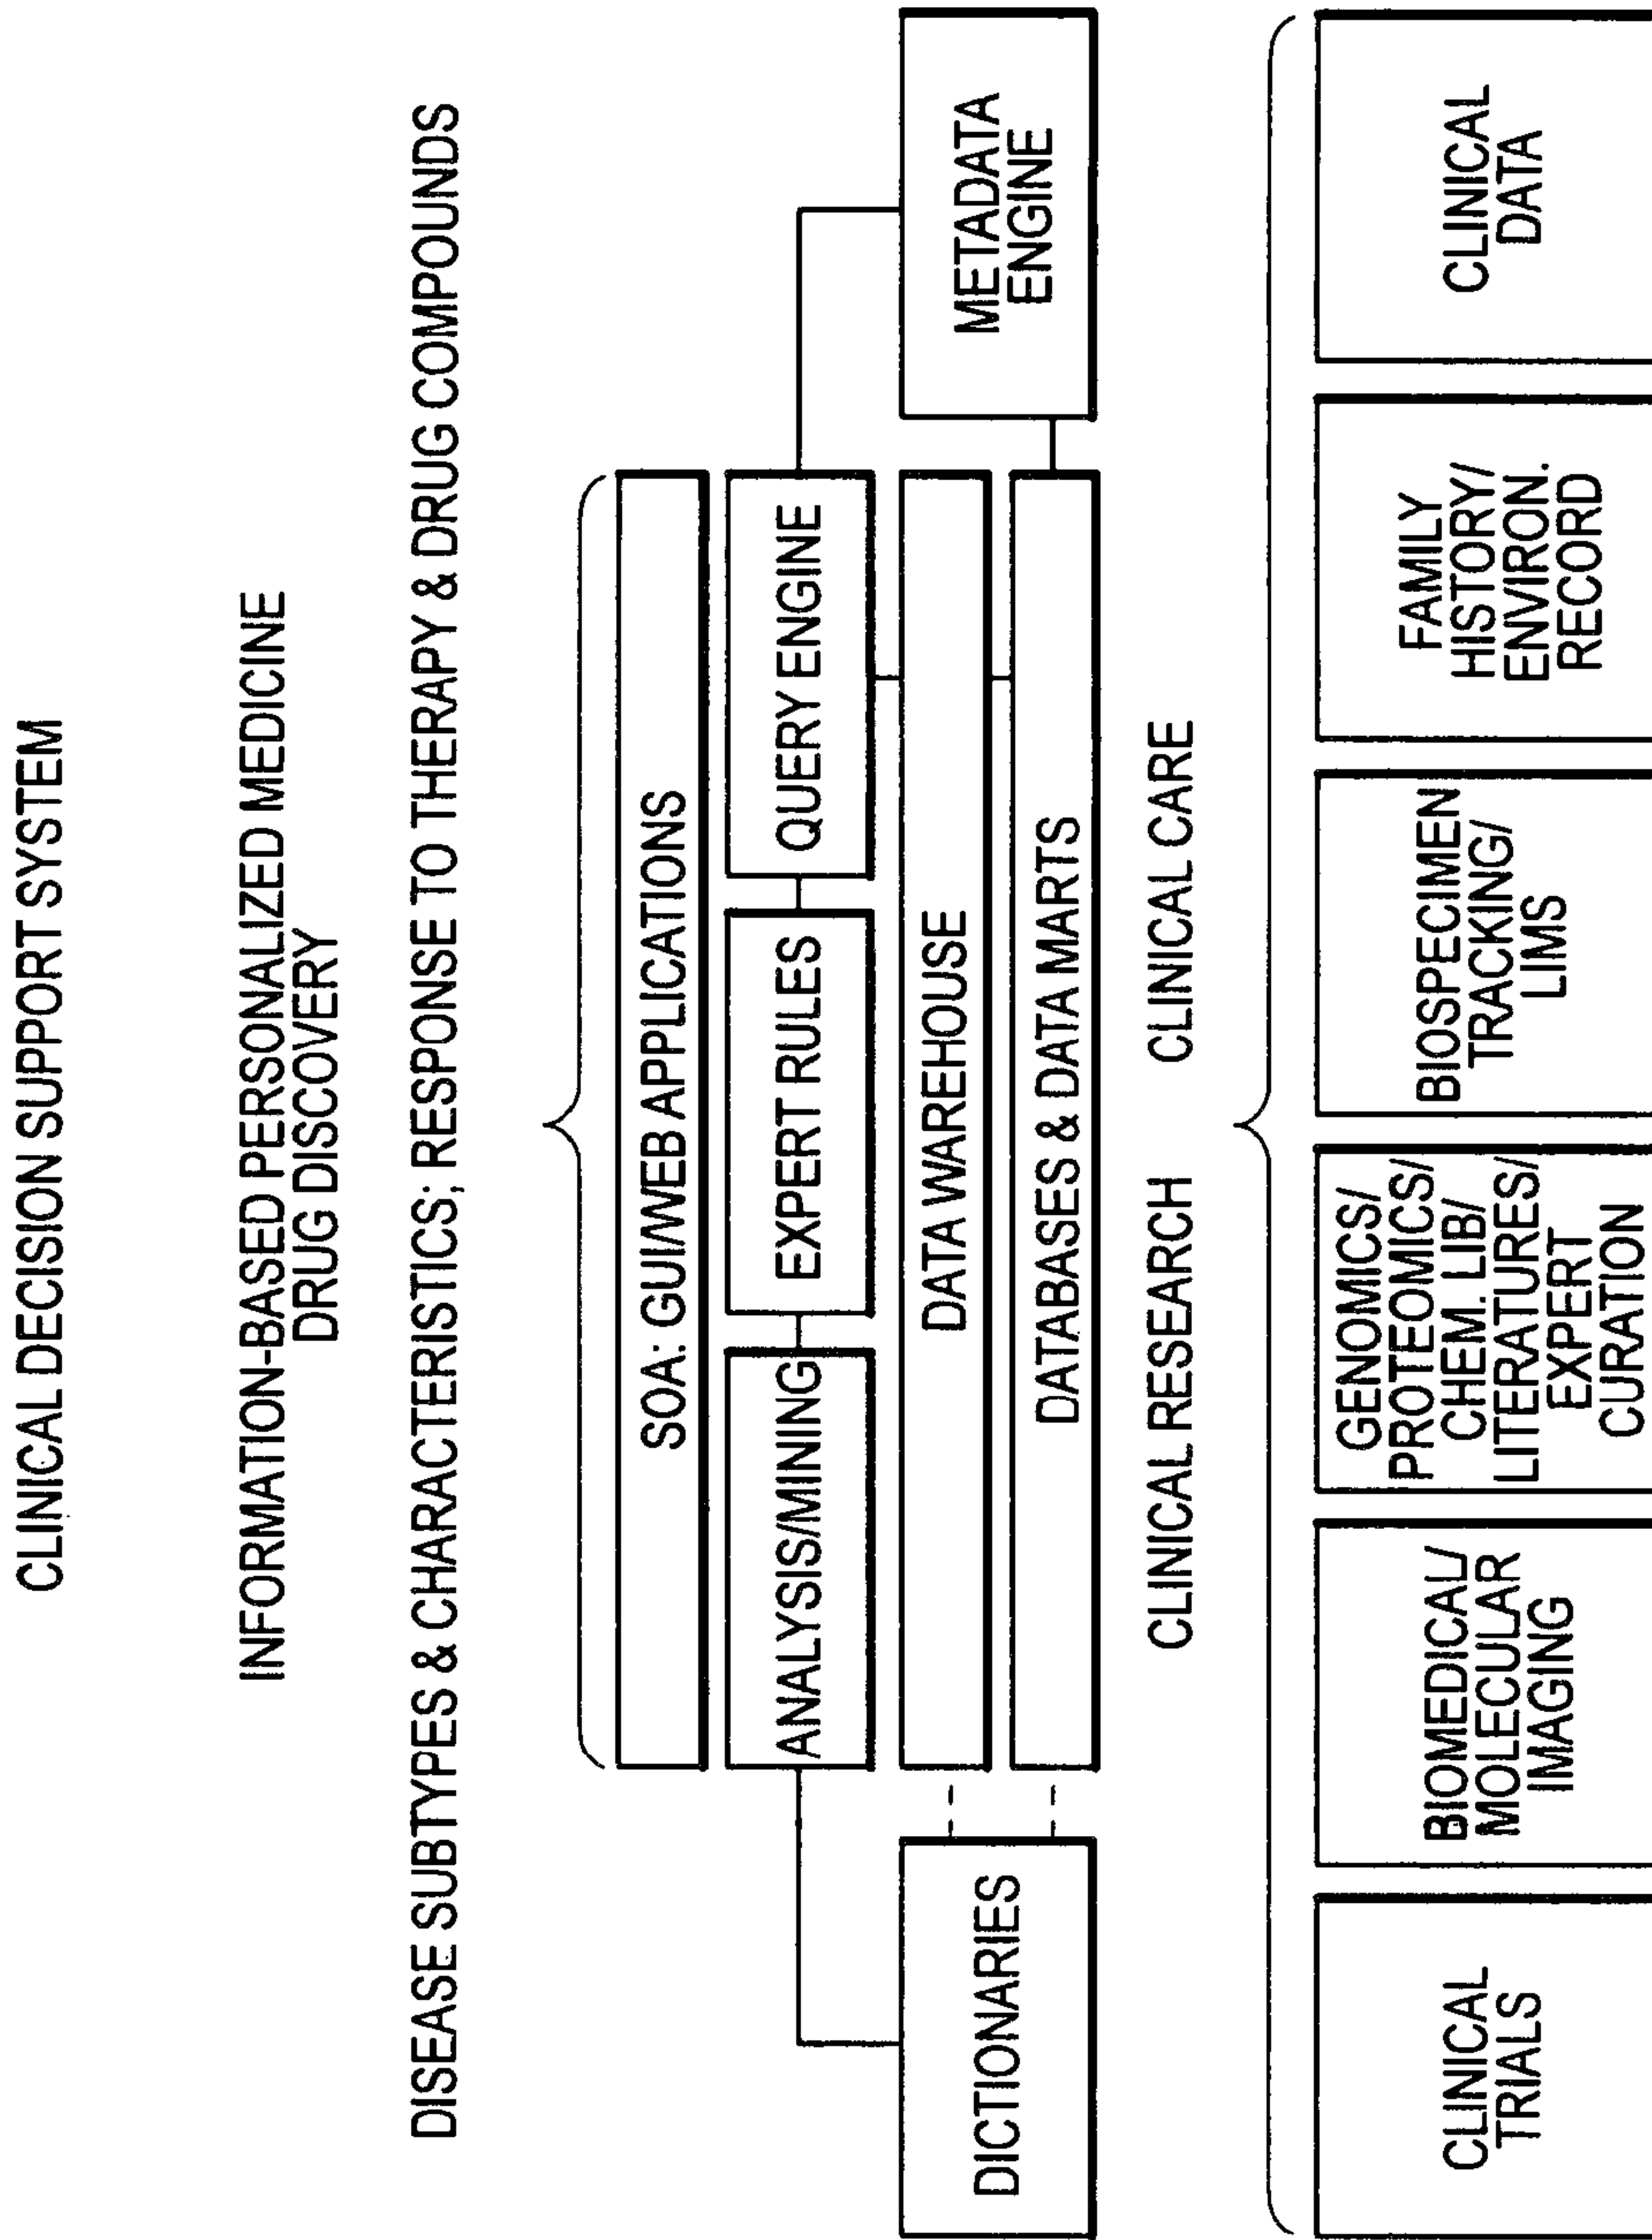 CLINICAL DECISION SUPPORT SYSTEM
INFORMATION-BASED PERSONALIZED MEDICINE
DRUG DISCOVERY
DISEASE SUBTYPES & CHARACTERISTICS; RESPONSE TO THERAPY & DRUG COMPOUNDS
SOA: GUI/WEB APPLICATIONS
ANALYSIS/MINING
EXPERT RULES
QUERY ENGINE
DICTIONARIES
DATA WAREHOUSE
DATABASES & DATA MARTS
METADATA
ENGINE
CLINICAL RESEARCH
CLINICAL CARE
CLINICAL
TRIALS
BIOMEDICAL/
MOLECULAR
IMAGING
GENOMICS/
PROTEOMICS/
CHEM. LIB/
LITERATURES/
EXPERT
CURATION
BIOSPECIMEN
TRACKING/
LIMS
FAMILY
HISTORY/
ENVIRON.
RECORD
CLINICAL
DATA